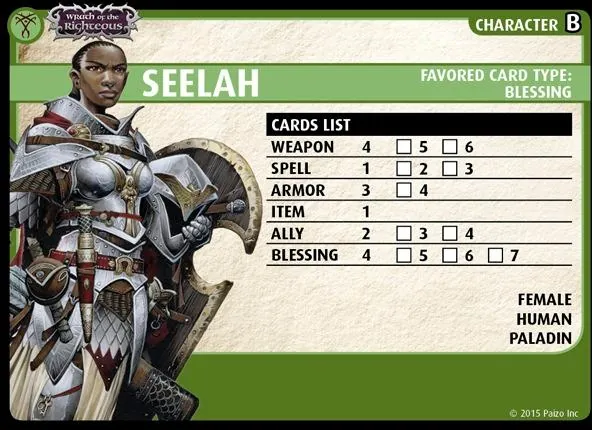 WRATH OF THE
RIGHTEOUS
CHARACTER B
SEELAH
FAVORED CARD TYPE:
BLESSING
CARDS LIST
WEAPON 4 ☐ 5 ☐ 6
SPELL 1 ☐ 2 ☐ 3
ARMOR 3 ☐ 4
ITEM 1
ALLY 2 ☐ 3 ☐ 4
BLESSING 4 ☐ 5 ☐ 6 ☐ 7
FEMALE
HUMAN
PALADIN
© 2015 Paizo Inc